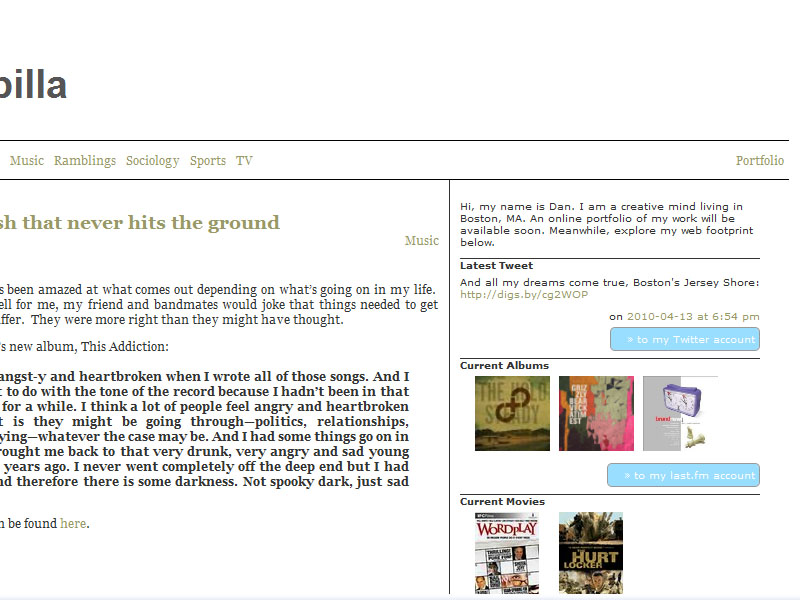 billa
Music Ramblings Sociology Sports TV
Portfolio
sh that never hits the ground
Music
s been amazed at what comes out depending on what's going on in my life.
ell for me, my friend and bandmates would joke that things needed to get
ffer. They were more right than they might have thought.
's new album, This Addiction:
angst-y and heartbroken when I wrote all of those songs. And I
t to do with the tone of the record because I hadn't been in that
for a while. I think a lot of people feel angry and heartbroken
t is they might be going through—politics, relationships,
ying—whatever the case may be. And I had some things go on in
rought me back to that very drunk, very angry and sad young
years ago. I never went completely off the deep end but I had
nd therefore there is some darkness. Not spooky dark, just sad
n be found here.
Hi, my name is Dan. I am a creative mind living in
Boston, MA. An online portfolio of my work will be
available soon. Meanwhile, explore my web footprint
below.
Latest Tweet
And all my dreams come true, Boston's Jersey Shore:
http://digs.by/cg2WOP
on 2010-04-13 at 6:54 pm
» to my Twitter account
Current Albums
THE HOLD
STEADY
» to my last.fm account
Current Movies
WORDPLAY
THE
HURT
LOCKER